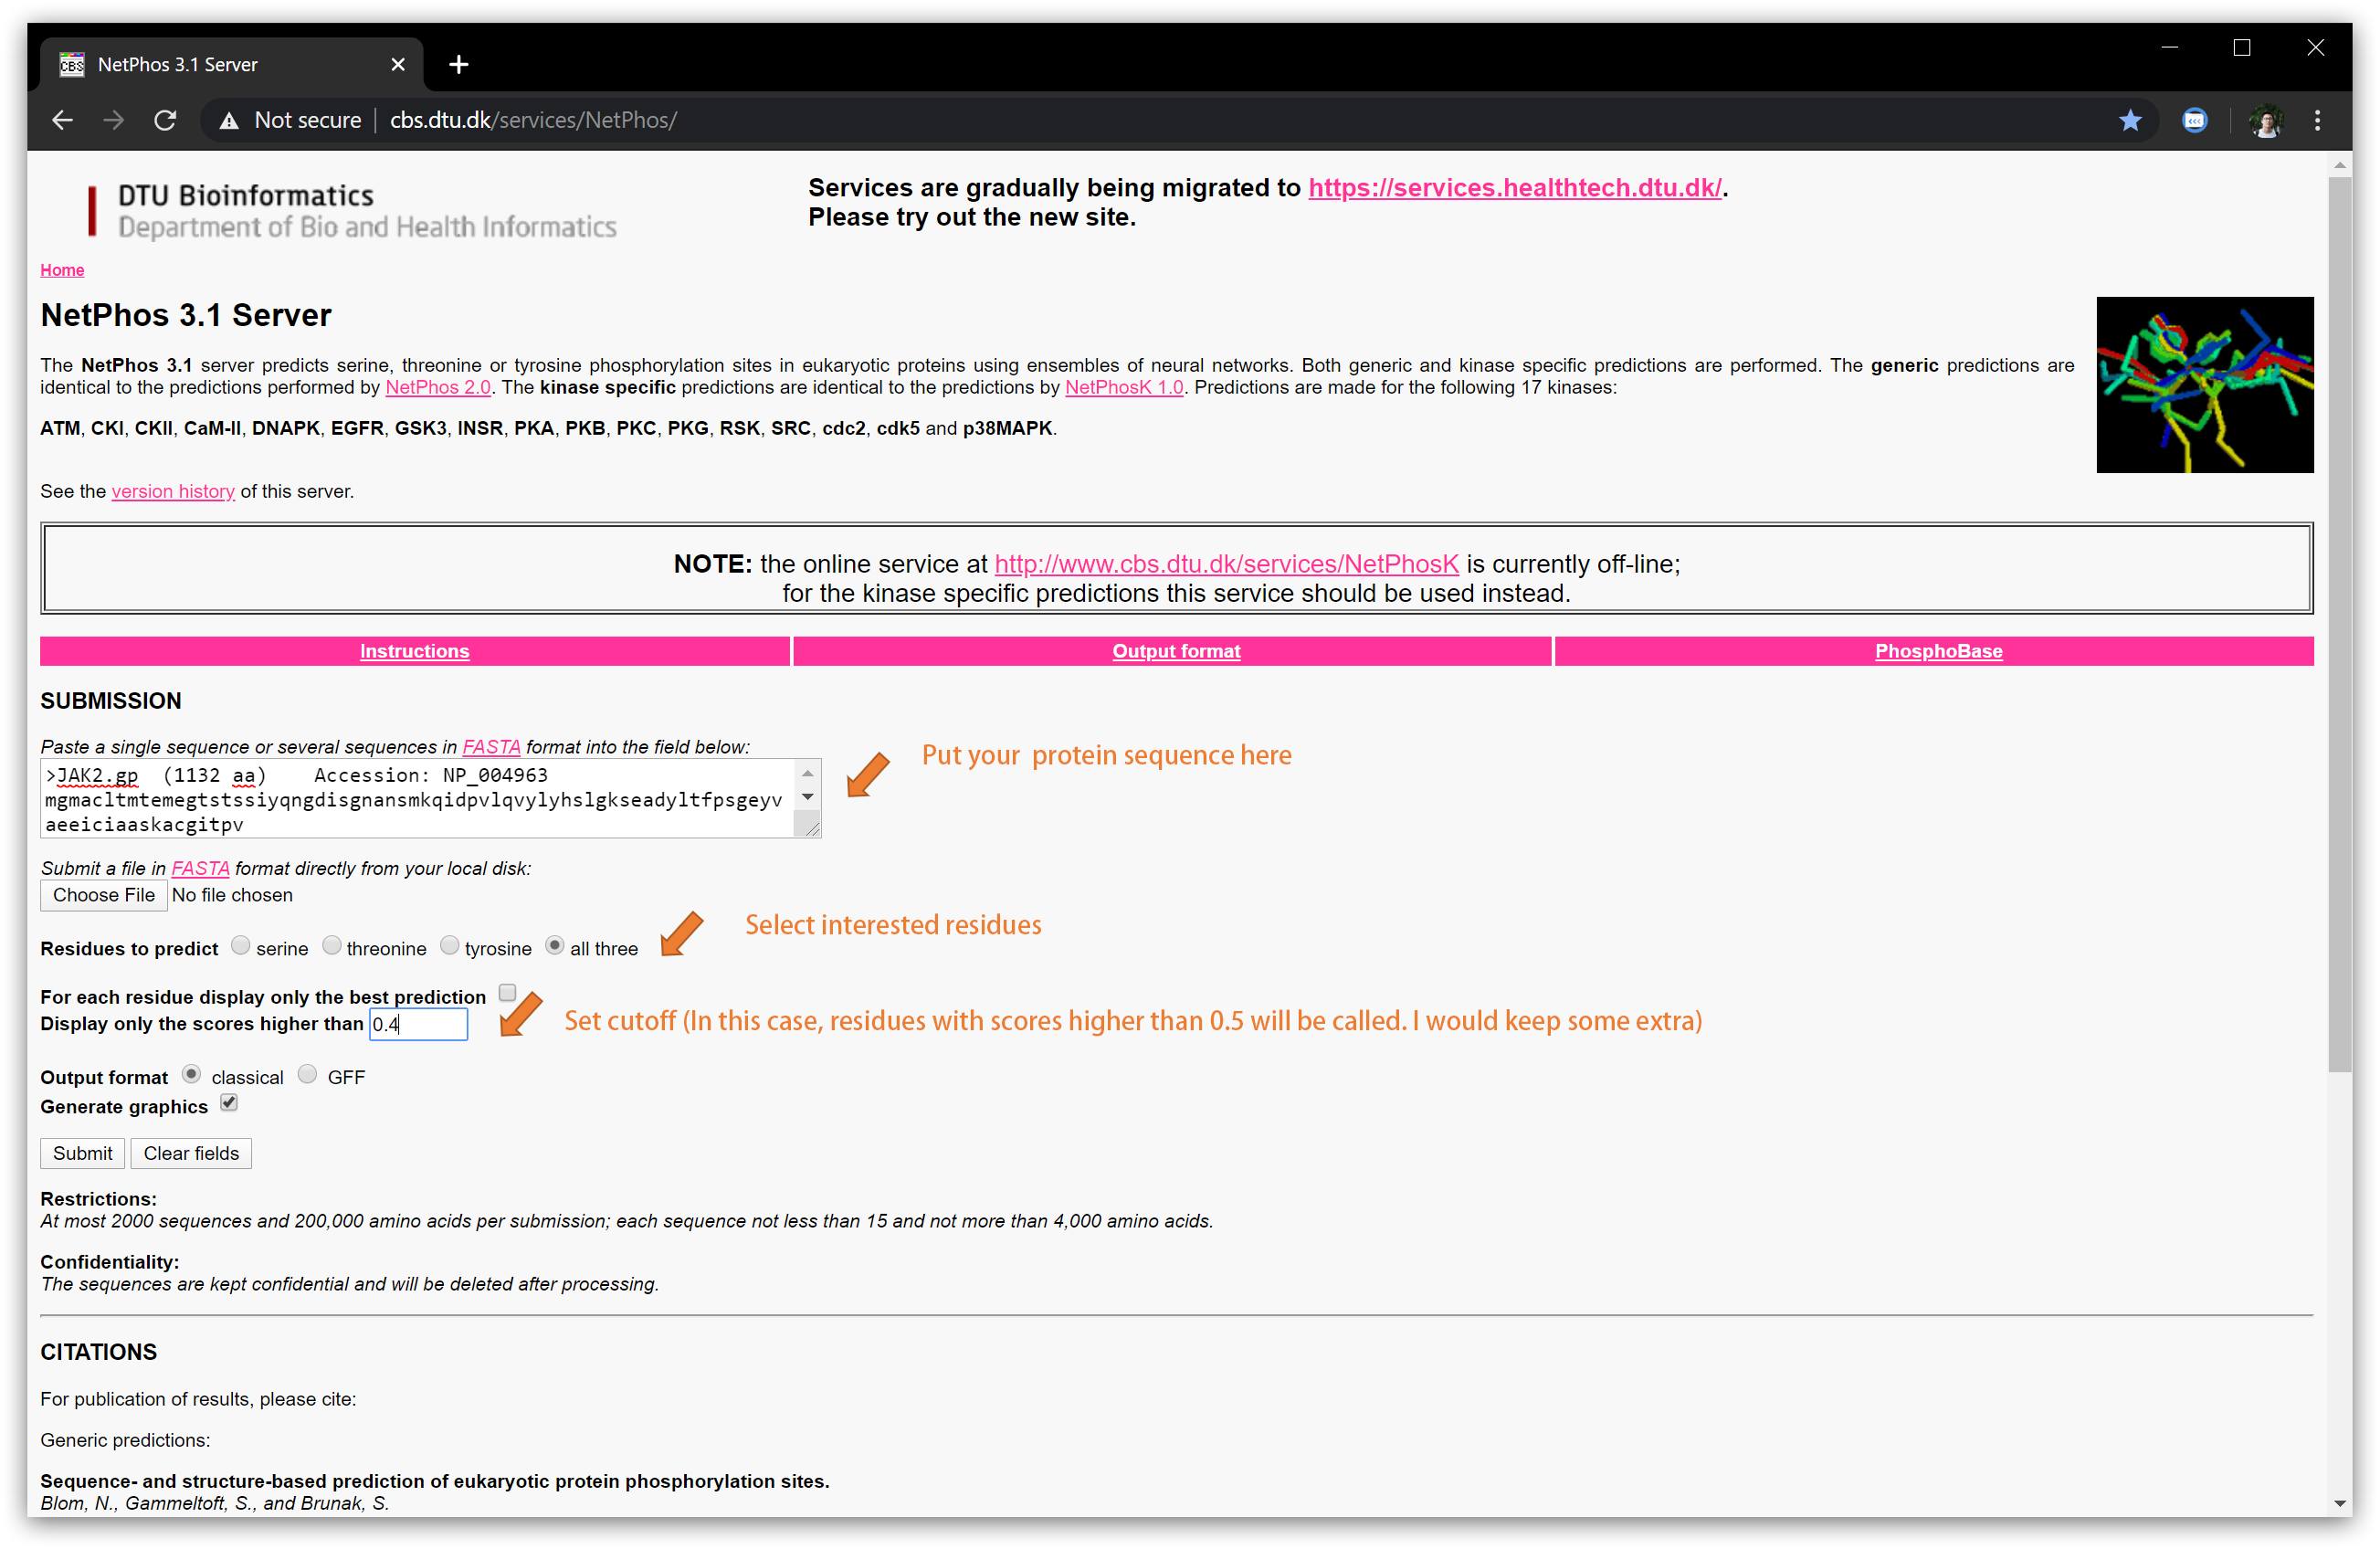 CBS NetPhos 3.1 Server
Not secure | cbs.dtu.dk/services/NetPhos/
DTU Bioinformatics
Department of Bio and Health Informatics
Services are gradually being migrated to https://services.healthtech.dtu.dk/.
Please try out the new site.
Home
NetPhos 3.1 Server
The NetPhos 3.1 server predicts serine, threonine or tyrosine phosphorylation sites in eukaryotic proteins using ensembles of neural networks. Both generic and kinase specific predictions are performed. The generic predictions are
identical to the predictions performed by NetPhos 2.0. The kinase specific predictions are identical to the predictions by NetPhosK 1.0. Predictions are made for the following 17 kinases:
ATM, CKI, CKII, CaM-II, DNAPK, EGFR, GSK3, INSR, PKA, PKB, PKC, PKG, RSK, SRC, cdc2, cdk5 and p38MAPK.
See the version history of this server.
NOTE: the online service at http://www.cbs.dtu.dk/services/NetPhosK is currently off-line;
for the kinase specific predictions this service should be used instead.
Instructions Output format PhosphoBase
SUBMISSION
Paste a single sequence or several sequences in FASTA format into the field below:
>JAK2.gp (1132 aa) Accession: NP_004963
mgmacltmtemegtstssiyqngdisgnansmkqidpvlqvylyhslgkseadyltfpsgeyv
aeeiciaaskacgitpv
Put your protein sequence here
Submit a file in FASTA format directly from your local disk:
Choose File No file chosen
Residues to predict serine threonine tyrosine all three
Select interested residues
For each residue display only the best prediction
Display only the scores higher than 0.4
Set cutoff (In this case, residues with scores higher than 0.5 will be called. I would keep some extra)
Output format classical GFF
Generate graphics
Submit Clear fields
Restrictions:
At most 2000 sequences and 200,000 amino acids per submission; each sequence not less than 15 and not more than 4,000 amino acids.
Confidentiality:
The sequences are kept confidential and will be deleted after processing.
CITATIONS
For publication of results, please cite:
Generic predictions:
Sequence- and structure-based prediction of eukaryotic protein phosphorylation sites.
Blom, N., Gammeltoft, S., and Brunak, S.